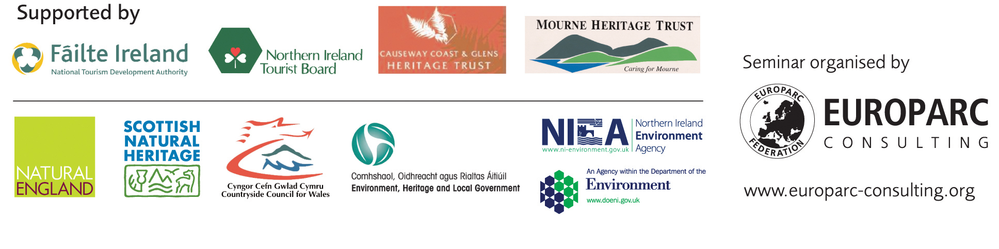 Supported by
Fáilte Ireland
National Tourism Development Authority
Northern Ireland
Tourist Board
CAUSEWAY COAST & GLENS
HERITAGE TRUST
MOURNE HERITAGE TRUST
Caring for Mourne
NATURAL
ENGLAND
SCOTTISH
NATURAL
HERITAGE
Cyngor Cefn Gwlad Cymru
Countryside Council for Wales
Comhshaol, Oidhreacht agus Rialtas Áitiúil
Environment, Heritage and Local Government
NIEA
www.ni-environment.gov.uk
Northern Ireland
Environment
Agency
An Agency within the Department of the
Environment
www.doeni.gov.uk
Seminar organised by
EUROPARC
FEDERATION
EUROPARC
CONSULTING
www.europarc-consulting.org